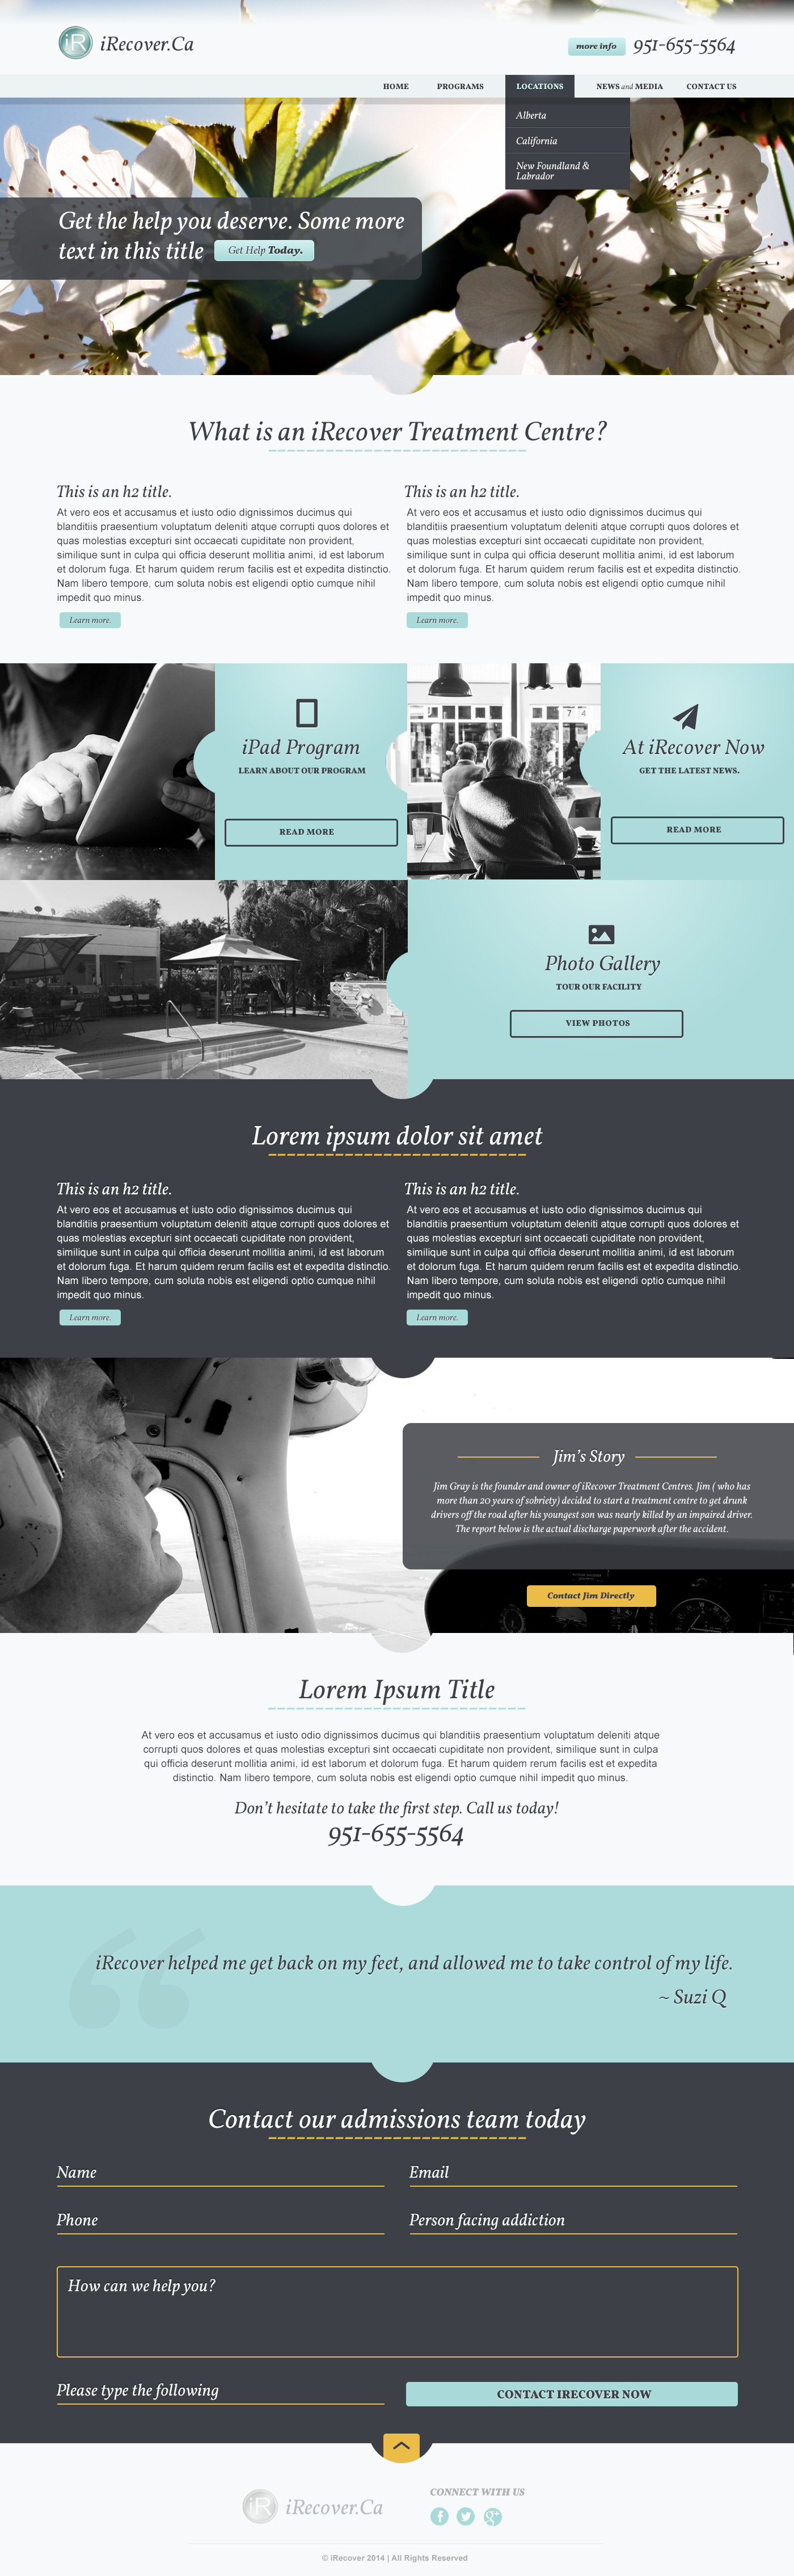 iR iRecover.Ca
more info 951-655-5564
HOME PROGRAMS LOCATIONS NEWS and MEDIA CONTACT US
Alberta
California
New Foundland &
Labrador
Get the help you deserve. Some more
text in this title Get Help Today.
What is an iRecover Treatment Centre?
This is an h2 title.
At vero eos et accusamus et iusto odio dignissimos ducimus qui
blanditiis praesentium voluptatum deleniti atque corrupti quos dolores et
quas molestias excepturi sint occaecati cupiditate non provident,
similique sunt in culpa qui officia deserunt mollitia animi, id est laborum
et dolorum fuga. Et harum quidem rerum facilis est et expedita distinctio.
Nam libero tempore, cum soluta nobis est eligendi optio cumque nihil
impedit quo minus.
Learn more.
This is an h2 title.
At vero eos et accusamus et iusto odio dignissimos ducimus qui
blanditiis praesentium voluptatum deleniti atque corrupti quos dolores et
quas molestias excepturi sint occaecati cupiditate non provident,
similique sunt in culpa qui officia deserunt mollitia animi, id est laborum
et dolorum fuga. Et harum quidem rerum facilis est et expedita distinctio.
Nam libero tempore, cum soluta nobis est eligendi optio cumque nihil
impedit quo minus.
Learn more.
iPad Program
LEARN ABOUT OUR PROGRAM
READ MORE
7 4
At iRecover Now
GET THE LATEST NEWS.
READ MORE
Photo Gallery
TOUR OUR FACILITY
VIEW PHOTOS
Lorem ipsum dolor sit amet
This is an h2 title.
At vero eos et accusamus et iusto odio dignissimos ducimus qui
blanditiis praesentium voluptatum deleniti atque corrupti quos dolores et
quas molestias excepturi sint occaecati cupiditate non provident,
similique sunt in culpa qui officia deserunt mollitia animi, id est laborum
et dolorum fuga. Et harum quidem rerum facilis est et expedita distinctio.
Nam libero tempore, cum soluta nobis est eligendi optio cumque nihil
impedit quo minus.
Learn more.
This is an h2 title.
At vero eos et accusamus et iusto odio dignissimos ducimus qui
blanditiis praesentium voluptatum deleniti atque corrupti quos dolores et
quas molestias excepturi sint occaecati cupiditate non provident,
similique sunt in culpa qui officia deserunt mollitia animi, id est laborum
et dolorum fuga. Et harum quidem rerum facilis est et expedita distinctio.
Nam libero tempore, cum soluta nobis est eligendi optio cumque nihil
impedit quo minus.
Learn more.
Jim's Story
Jim Gray is the founder and owner of iRecover Treatment Centres. Jim ( who has
more than 20 years of sobriety) decided to start a treatment centre to get drunk
drivers off the road after his youngest son was nearly killed by an impaired driver.
The report below is the actual discharge paperwork after the accident.
Contact Jim Directly
Lorem Ipsum Title
At vero eos et accusamus et iusto odio dignissimos ducimus qui blanditiis praesentium voluptatum deleniti atque
corrupti quos dolores et quas molestias excepturi sint occaecati cupiditate non provident, similique sunt in culpa
qui officia deserunt mollitia animi, id est laborum et dolorum fuga. Et harum quidem rerum facilis est et expedita
distinctio. Nam libero tempore, cum soluta nobis est eligendi optio cumque nihil impedit quo minus.
Don't hesitate to take the first step. Call us today!
951-655-5564
“
iRecover helped me get back on my feet, and allowed me to take control of my life.
~ Suzi Q
Contact our admissions team today
Name
Email
Phone
Person facing addiction
How can we help you?
Please type the following
CONTACT IRECOVER NOW
iR iRecover.Ca
CONNECT WITH US
© iRecover 2014 | All Rights Reserved